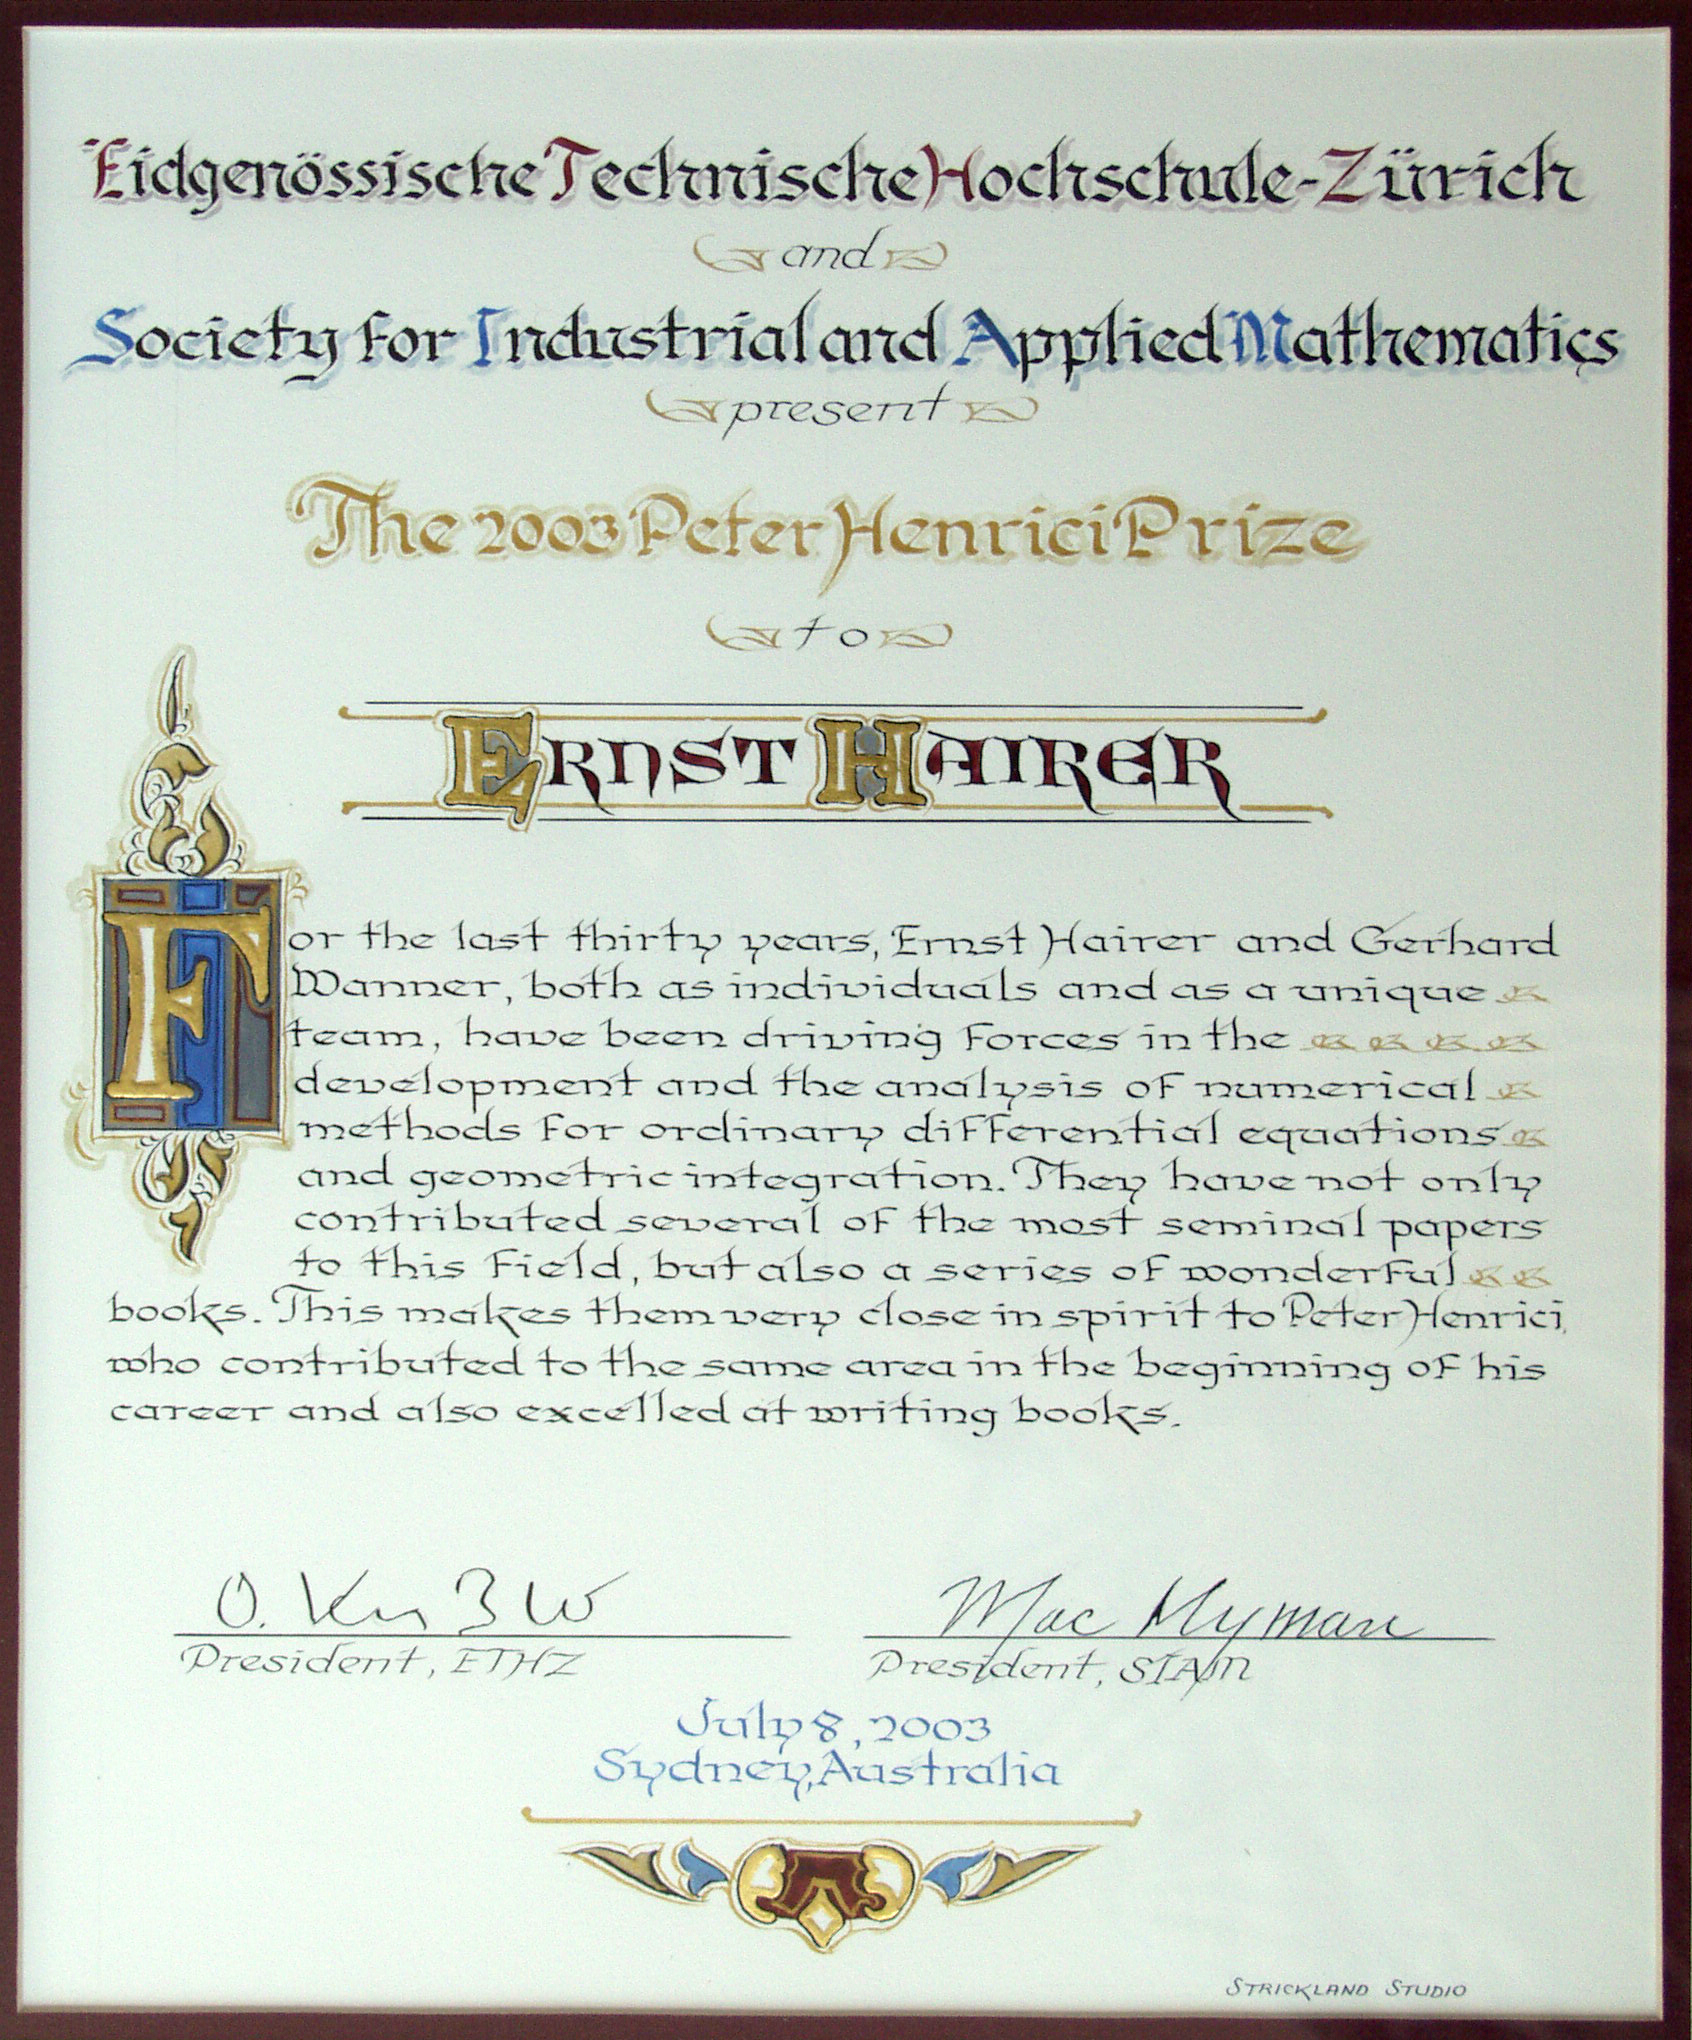 Eidgenössische Technische Hochschule-Zürich
and
Society for Industrial and Applied Mathematics
present
The 2003 Peter Henrici Prize
to
ERNST HAIRER
For the last thirty years, Ernst Hairer and Gerhard
Wanner, both as individuals and as a unique
team, have been driving forces in the
development and the analysis of numerical
methods for ordinary differential equations
and geometric integration. They have not only
contributed several of the most seminal papers
to this field, but also a series of wonderful
books. This makes them very close in spirit to Peter Henrici,
who contributed to the same area in the beginning of his
career and also excelled at writing books.
O. Mac Hyman
President, ETHZ President, SIAM
July 8, 2003
Sydney, Australia
STRICKLAND STUDIO